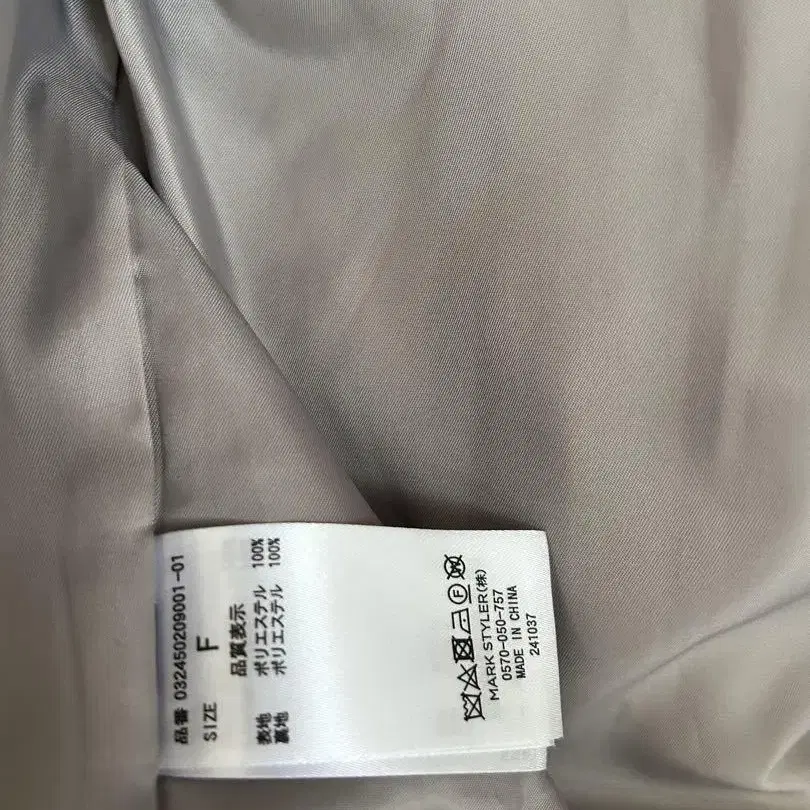 品番 032450209001-01
SIZE F
品質表示
表地 ポリエステル 100%
裏地 ポリエステル 100%
MARK STYLER(株)
0570-050-757
MADE IN CHINA
241037